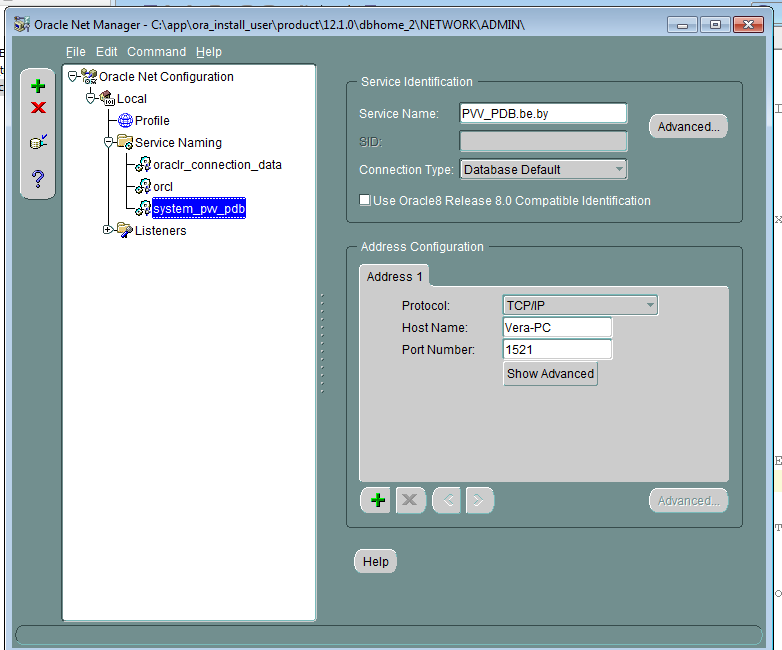 Oracle Net Manager - C:\app\ora_install_user\product\12.1.0\dbhome_2\NETWORK\ADMIN\
File Edit Command Help
Oracle Net Configuration
Local
Profile
Service Naming
oraclr_connection_data
orcl
system_pvv_pdb
Listeners
Service Identification
Service Name: PVV_PDB.be.by
Advanced...
SID:
Connection Type: Database Default
Use Oracle8 Release 8.0 Compatible Identification
Address Configuration
Address 1
Protocol: TCP/IP
Host Name: Vera-PC
Port Number: 1521
Show Advanced
Advanced...
Help